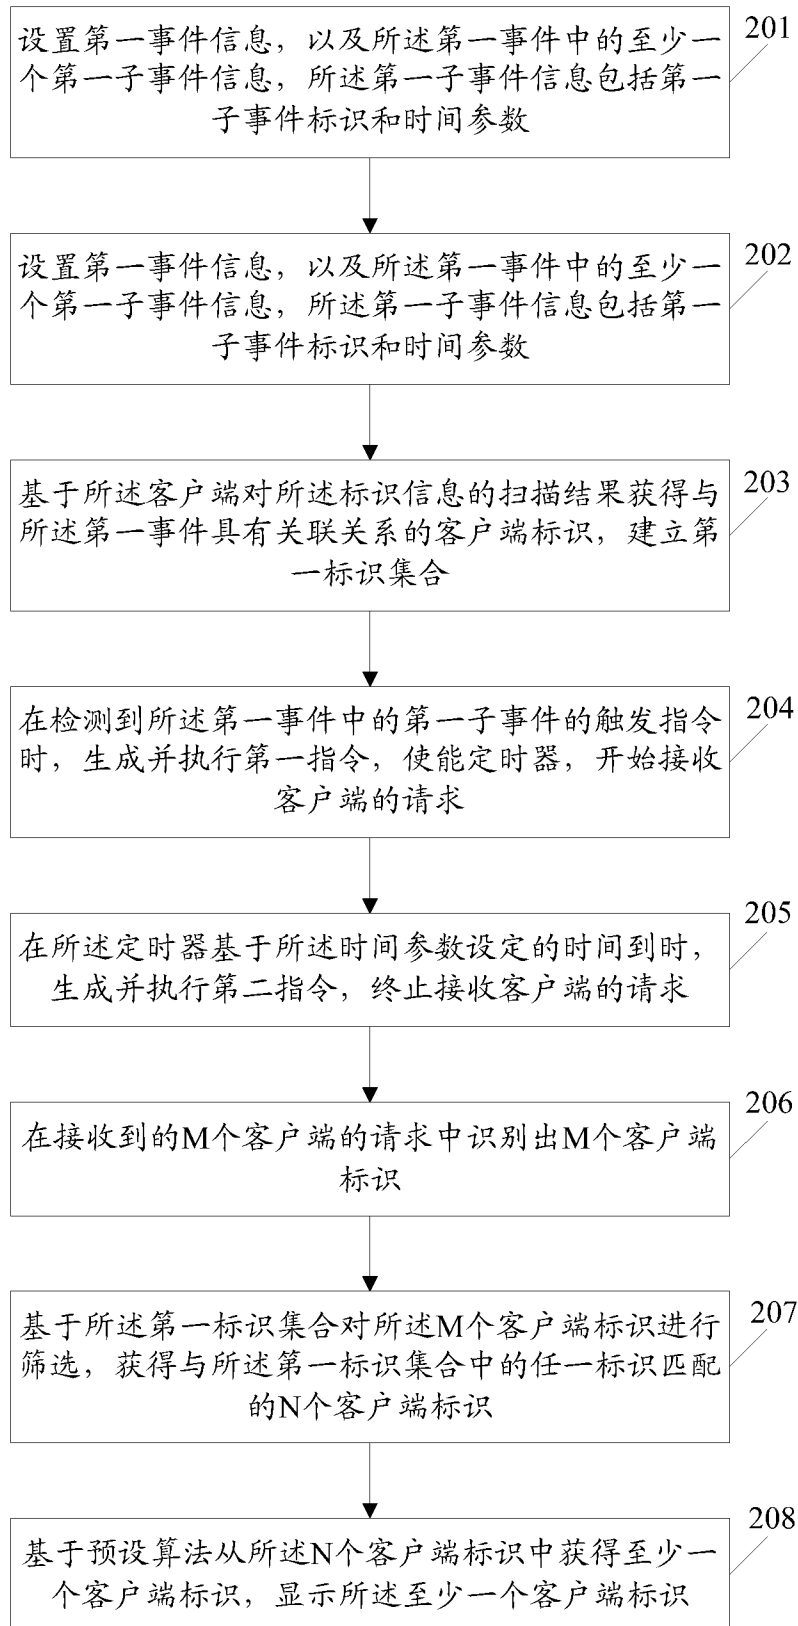 设置第一事件信息，以及所述第一事件中的至少一
个第一子事件信息，所述第一子事件信息包括第一
子事件标识和时间参数
201
设置第一事件信息，以及所述第一事件中的至少一
个第一子事件信息，所述第一子事件信息包括第一
子事件标识和时间参数
202
基于所述客户端对所述标识信息的扫描结果获得与
所述第一事件具有关联关系的客户端标识，建立第
一标识集合
203
在检测到所述第一事件中的第一子事件的触发指令
时，生成并执行第一指令，使能定时器，开始接收
客户端的请求
204
在所述定时器基于所述时间参数设定的时间到时，
生成并执行第二指令，终止接收客户端的请求
205
在接收到的M个客户端的请求中识别出M个客户端
标识
206
基于所述第一标识集合对所述M个客户端标识进行
筛选，获得与所述第一标识集合中的任一标识匹配
的N个客户端标识
207
基于预设算法从所述N个客户端标识中获得至少一
个客户端标识，显示所述至少一个客户端标识
208